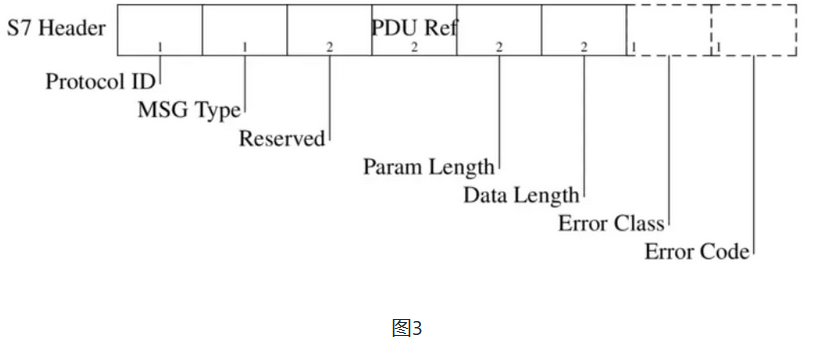 S7 Header
PDU Ref
1 1 2 2 2 2 1 1
Protocol ID
MSG Type
Reserved
Param Length
Data Length
Error Class
Error Code
图3